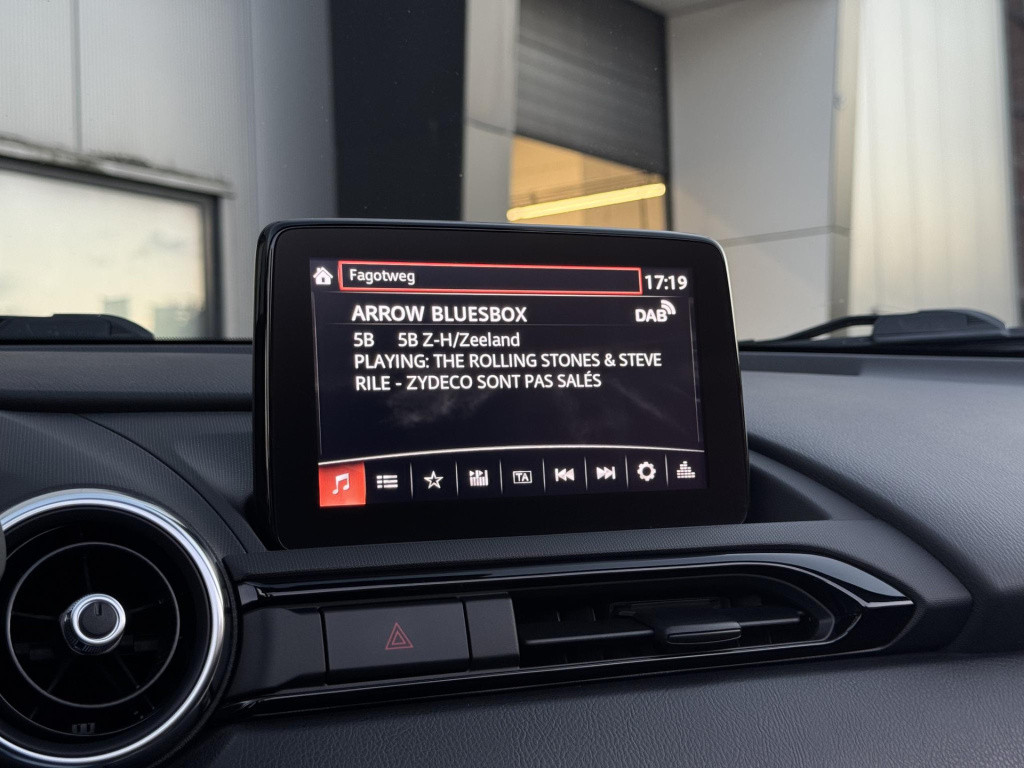 Fagotweg 17:19
ARROW BLUESBOX DAB
5B 5B Z-H/Zeeland
PLAYING: THE ROLLING STONES & STEVE
RILE - ZYDECO SONT PAS SALÉS
TA